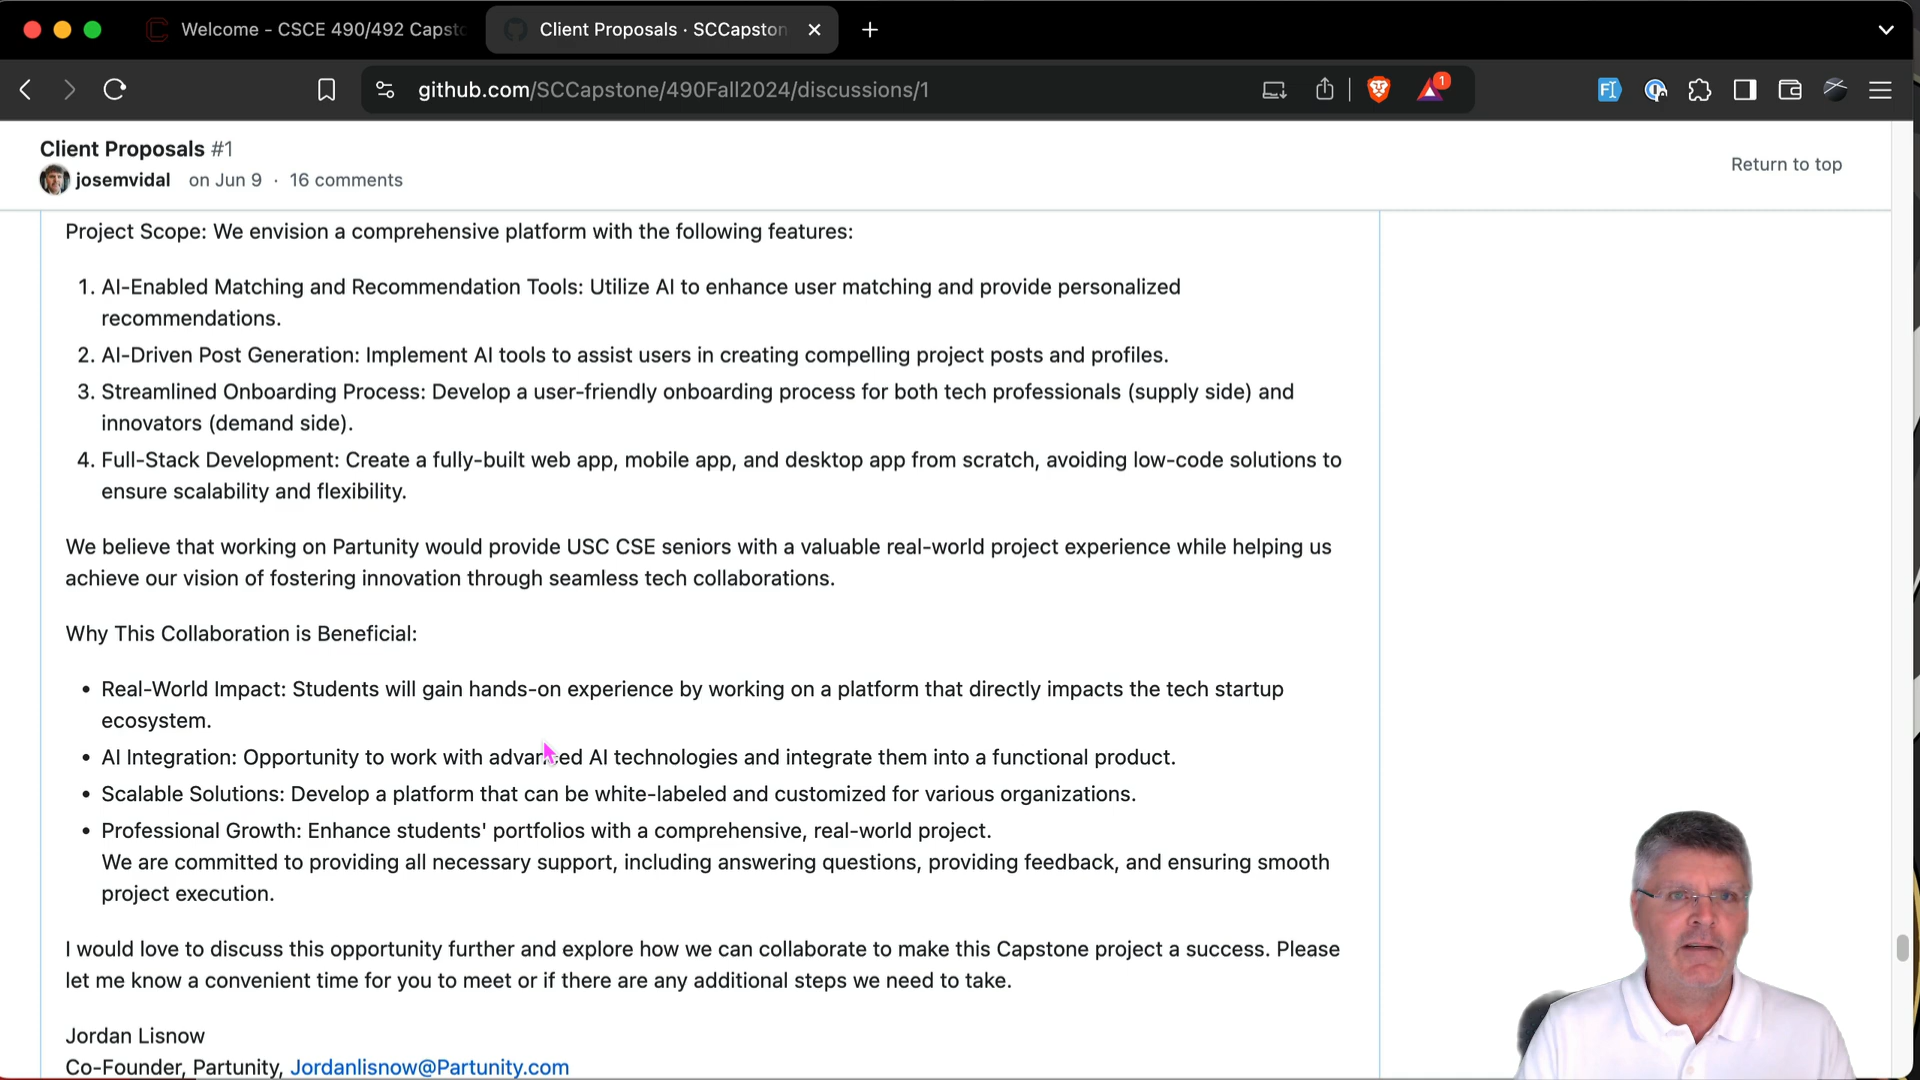 Welcome - CSCE 490/492 Capst
Client Proposals · SCCapston
github.com/SCCapstone/490Fall2024/discussions/1
1
Client Proposals #1
josemvidal on Jun 9 · 16 comments
Return to top
Project Scope: We envision a comprehensive platform with the following features:
1. AI-Enabled Matching and Recommendation Tools: Utilize AI to enhance user matching and provide personalized
recommendations.
2. AI-Driven Post Generation: Implement AI tools to assist users in creating compelling project posts and profiles.
3. Streamlined Onboarding Process: Develop a user-friendly onboarding process for both tech professionals (supply side) and
innovators (demand side).
4. Full-Stack Development: Create a fully-built web app, mobile app, and desktop app from scratch, avoiding low-code solutions to
ensure scalability and flexibility.
We believe that working on Partunity would provide USC CSE seniors with a valuable real-world project experience while helping us
achieve our vision of fostering innovation through seamless tech collaborations.
Why This Collaboration is Beneficial:
• Real-World Impact: Students will gain hands-on experience by working on a platform that directly impacts the tech startup
ecosystem.
• AI Integration: Opportunity to work with advanced AI technologies and integrate them into a functional product.
• Scalable Solutions: Develop a platform that can be white-labeled and customized for various organizations.
• Professional Growth: Enhance students' portfolios with a comprehensive, real-world project.
We are committed to providing all necessary support, including answering questions, providing feedback, and ensuring smooth
project execution.
I would love to discuss this opportunity further and explore how we can collaborate to make this Capstone project a success. Please
let me know a convenient time for you to meet or if there are any additional steps we need to take.
Jordan Lisnow
Co-Founder, Partunity, Jordanlisnow@Partunity.com